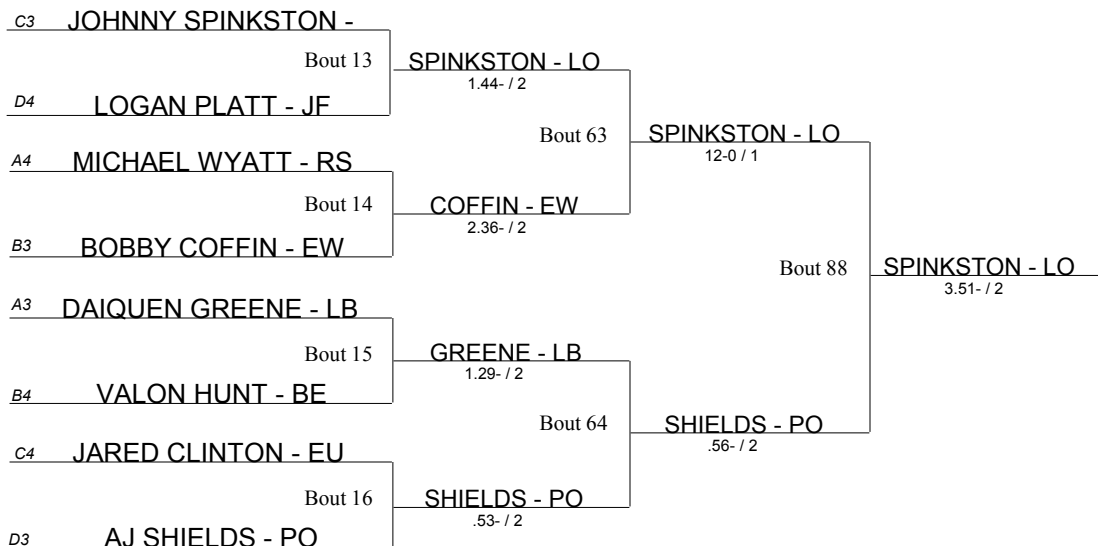 C3 JOHNNY SPINKSTON -
Bout 13
SPINKSTON - LO
1.44- / 2
D4 LOGAN PLATT - JF
Bout 63
SPINKSTON - LO
12-0 / 1
A4 MICHAEL WYATT - RS
Bout 14
COFFIN - EW
2.36- / 2
B3 BOBBY COFFIN - EW
Bout 88
SPINKSTON - LO
3.51- / 2
A3 DAIQUEN GREENE - LB
Bout 15
GREENE - LB
1.29- / 2
B4 VALON HUNT - BE
Bout 64
SHIELDS - PO
.56- / 2
C4 JARED CLINTON - EU
Bout 16
SHIELDS - PO
.53- / 2
D3 AJ SHIELDS - PO